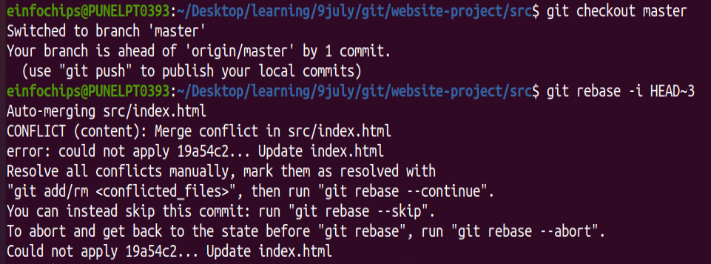 einfochips@PUNELPT0393:~/Desktop/learning/9july/git/website-project/src$ git checkout master
Switched to branch 'master'
Your branch is ahead of 'origin/master' by 1 commit.
  (use "git push" to publish your local commits)
einfochips@PUNELPT0393:~/Desktop/learning/9july/git/website-project/src$ git rebase -i HEAD~3
Auto-merging src/index.html
CONFLICT (content): Merge conflict in src/index.html
error: could not apply 19a54c2... Update index.html
Resolve all conflicts manually, mark them as resolved with
"git add/rm <conflicted_files>", then run "git rebase --continue".
You can instead skip this commit: run "git rebase --skip".
To abort and get back to the state before "git rebase", run "git rebase --abort".
Could not apply 19a54c2... Update index.html